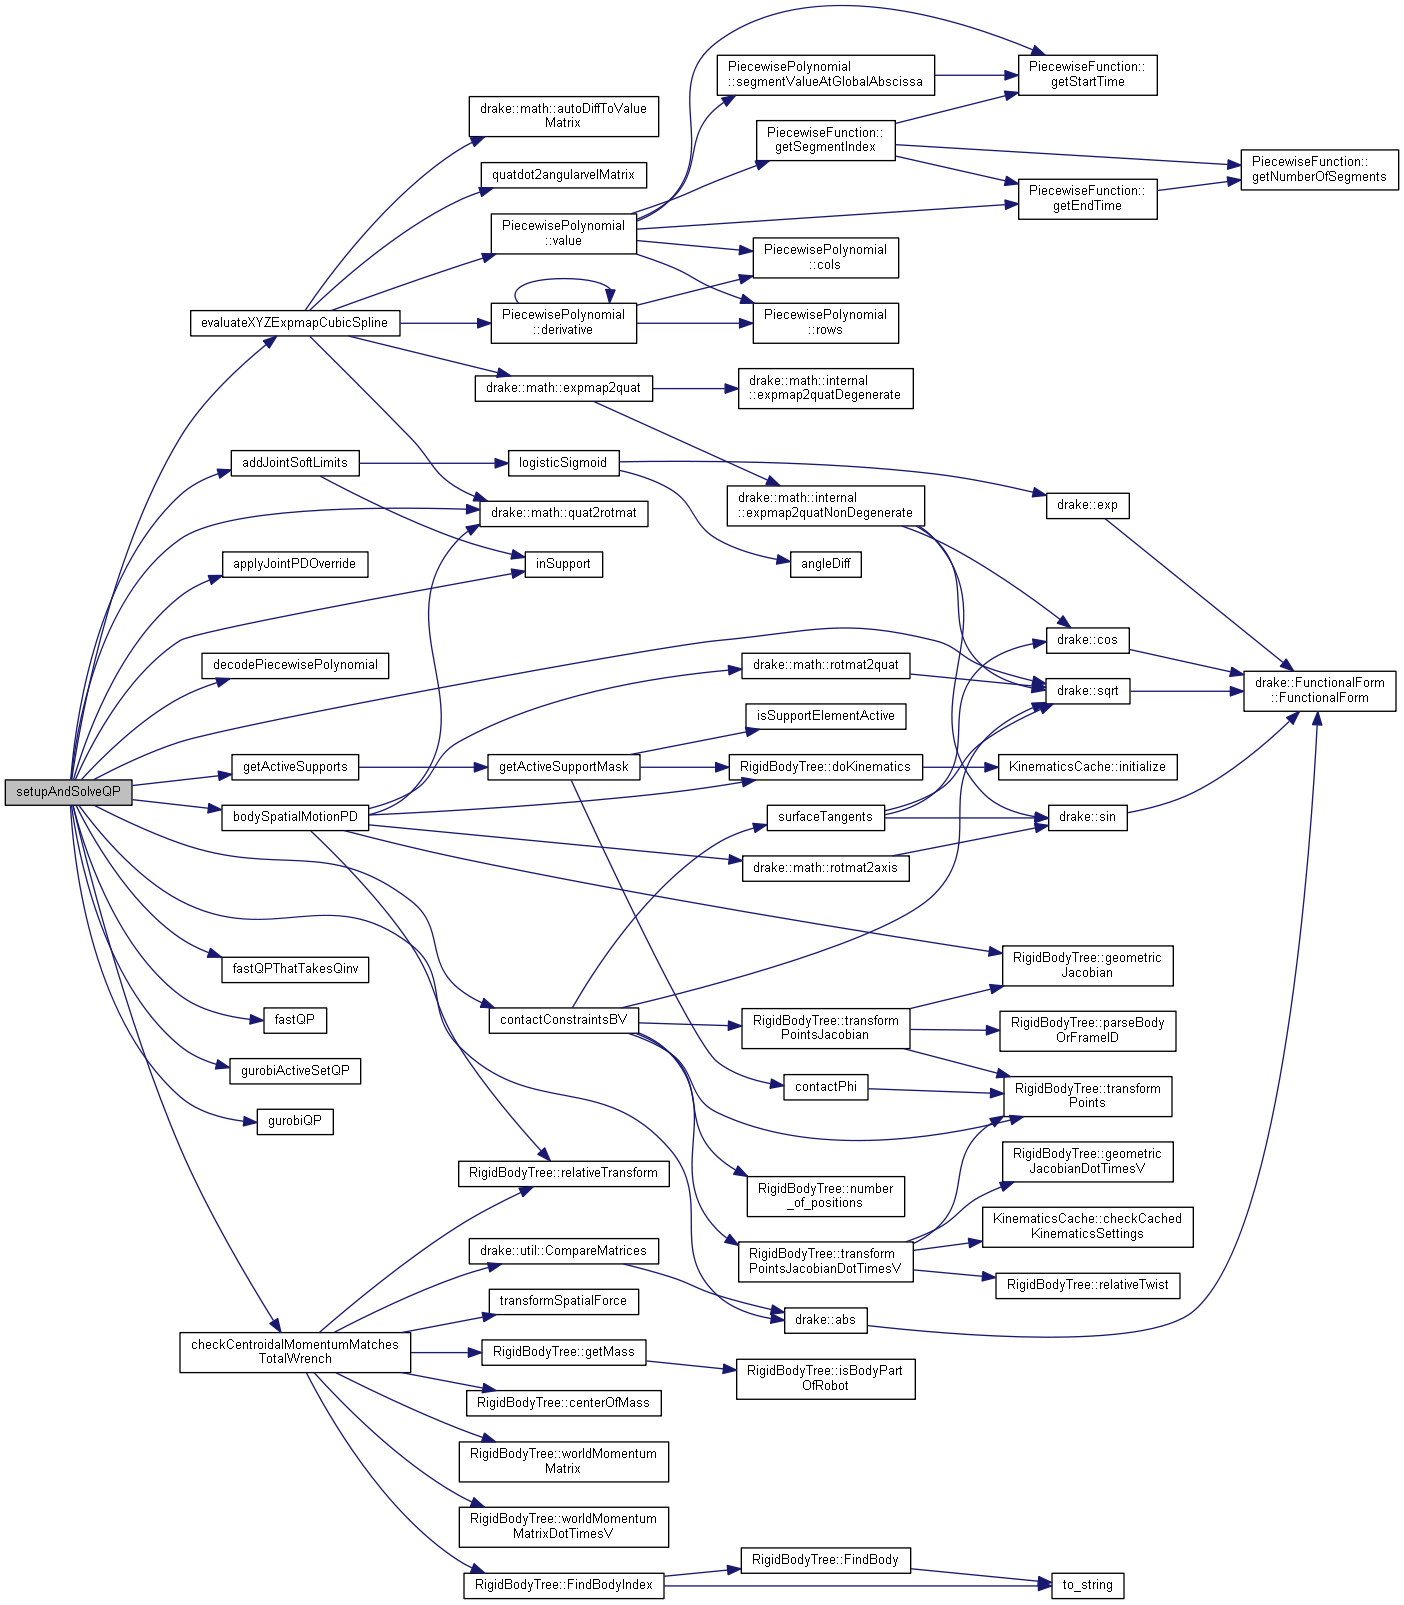 PiecewisePolynomial
::segmentValueAtGlobalAbscissa
PiecewiseFunction::
getStartTime
drake::math::autoDiffToValue
Matrix
PiecewiseFunction::
getSegmentIndex
PiecewiseFunction::
getNumberOfSegments
quatdot2angularvelMatrix
PiecewiseFunction::
getEndTime
PiecewisePolynomial
::value
PiecewisePolynomial
::cols
evaluateXYZExpmapCubicSpline
PiecewisePolynomial
::derivative
PiecewisePolynomial
::rows
drake::math::expmap2quat
drake::math::internal
::expmap2quatDegenerate
addJointSoftLimits
logisticSigmoid
drake::math::internal
::expmap2quatNonDegenerate
drake::exp
drake::math::quat2rotmat
applyJointPDOverride
inSupport
angleDiff
drake::cos
decodePiecewisePolynomial
drake::math::rotmat2quat
drake::sqrt
drake::FunctionalForm
::FunctionalForm
isSupportElementActive
getActiveSupports
getActiveSupportMask
RigidBodyTree::doKinematics
KinematicsCache::initialize
setupAndSolveQP
bodySpatialMotionPD
surfaceTangents
drake::sin
drake::math::rotmat2axis
fastQPThatTakesQinv
RigidBodyTree::geometric
Jacobian
fastQP
contactConstraintsBV
RigidBodyTree::transform
PointsJacobian
RigidBodyTree::parseBody
OrFrameID
gurobiActiveSetQP
contactPhi
RigidBodyTree::transform
Points
gurobiQP
RigidBodyTree::relativeTransform
RigidBodyTree::number
_of_positions
RigidBodyTree::geometric
JacobianDotTimesV
KinematicsCache::checkCached
KinematicsSettings
drake::util::CompareMatrices
RigidBodyTree::transform
PointsJacobianDotTimesV
RigidBodyTree::relativeTwist
transformSpatialForce
drake::abs
checkCentroidalMomentumMatches
TotalWrench
RigidBodyTree::getMass
RigidBodyTree::isBodyPart
OfRobot
RigidBodyTree::centerOfMass
RigidBodyTree::worldMomentum
Matrix
RigidBodyTree::worldMomentum
MatrixDotTimesV
RigidBodyTree::FindBodyIndex
RigidBodyTree::FindBody
to_string